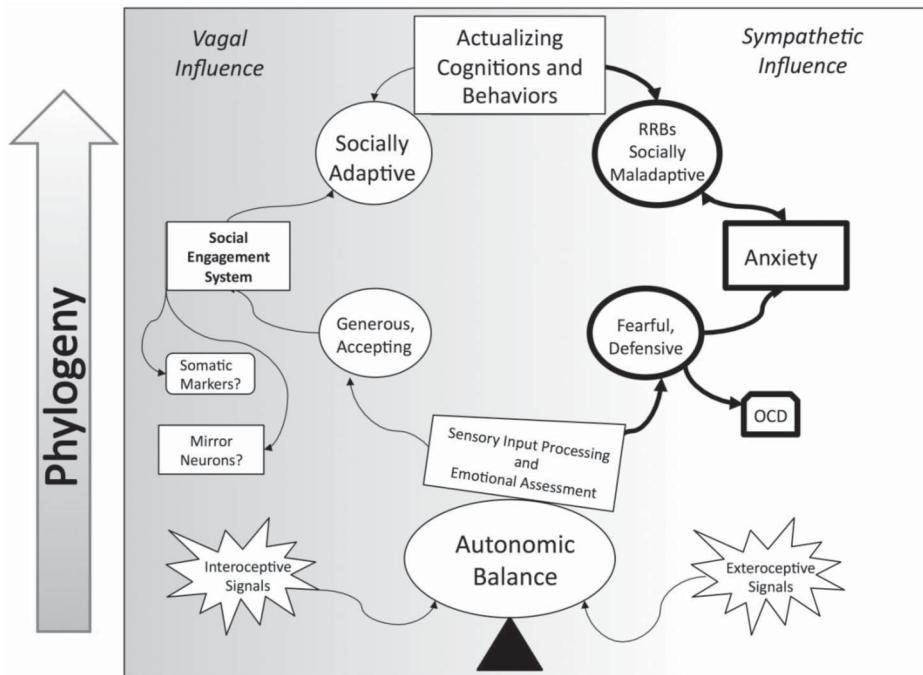 Vagal
Influence
Actualizing
Cognitions and
Behaviors
Sympathetic
Influence
Socially
Adaptive
RRBs
Socially
Maladaptive
Social
Engagement
System
Anxiety
Generous,
Accepting
Fearful,
Defensive
Somatic
Markers?
OCD
Mirror
Neurons?
Sensory Input Processing
and
Emotional Assessment
Interoceptive
Signals
Autonomic
Balance
Exteroceptive
Signals
Phylogeny